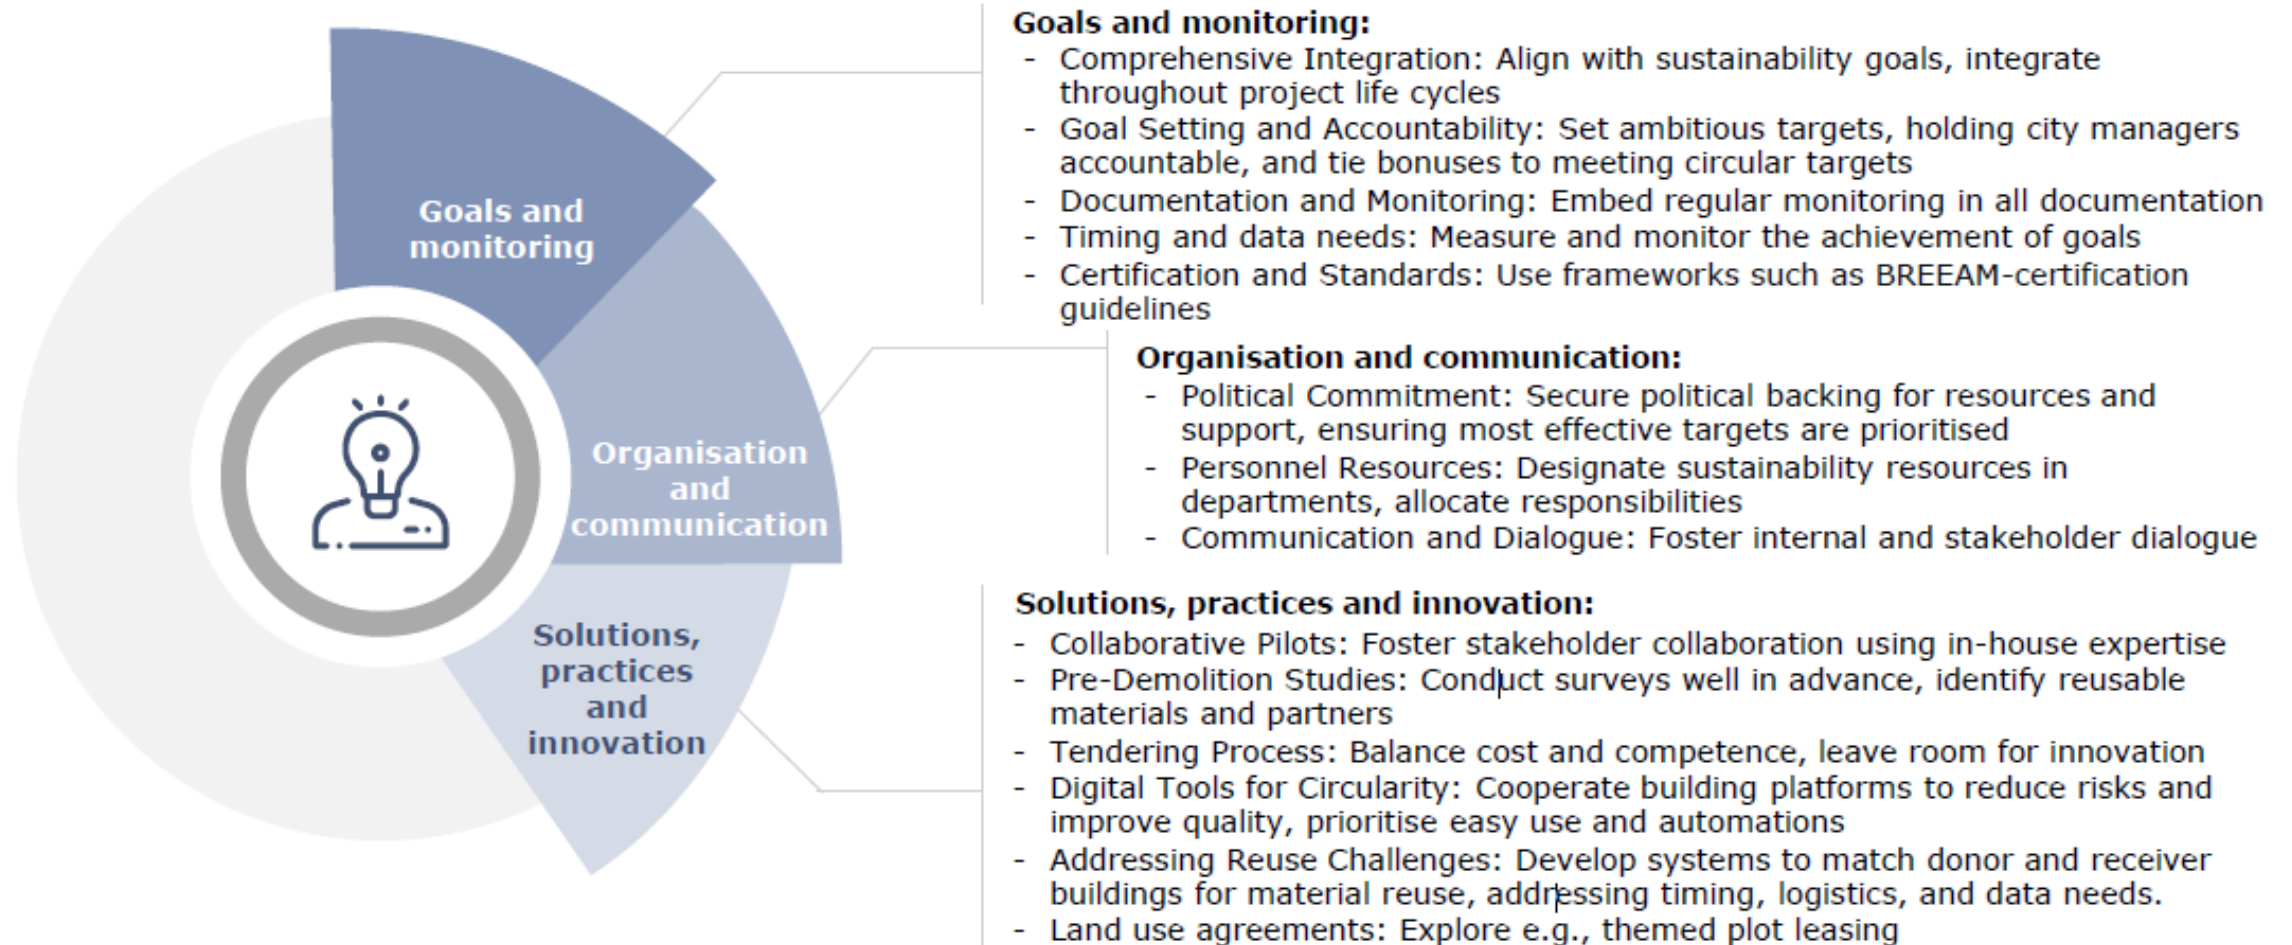 Goals and
monitoring
Organisation
and
communication
Solutions,
practices
and
innovation
Goals and monitoring:
- Comprehensive Integration: Align with sustainability goals, integrate
throughout project life cycles
- Goal Setting and Accountability: Set ambitious targets, holding city managers
accountable, and tie bonuses to meeting circular targets
- Documentation and Monitoring: Embed regular monitoring in all documentation
- Timing and data needs: Measure and monitor the achievement of goals
- Certification and Standards: Use frameworks such as BREEAM-certification
guidelines
Organisation and communication:
- Political Commitment: Secure political backing for resources and
support, ensuring most effective targets are prioritised
- Personnel Resources: Designate sustainability resources in
departments, allocate responsibilities
- Communication and Dialogue: Foster internal and stakeholder dialogue
Solutions, practices and innovation:
- Collaborative Pilots: Foster stakeholder collaboration using in-house expertise
- Pre-Demolition Studies: Conduct surveys well in advance, identify reusable
materials and partners
- Tendering Process: Balance cost and competence, leave room for innovation
- Digital Tools for Circularity: Cooperate building platforms to reduce risks and
improve quality, prioritise easy use and automations
- Addressing Reuse Challenges: Develop systems to match donor and receiver
buildings for material reuse, addressing timing, logistics, and data needs.
- Land use agreements: Explore e.g., themed plot leasing